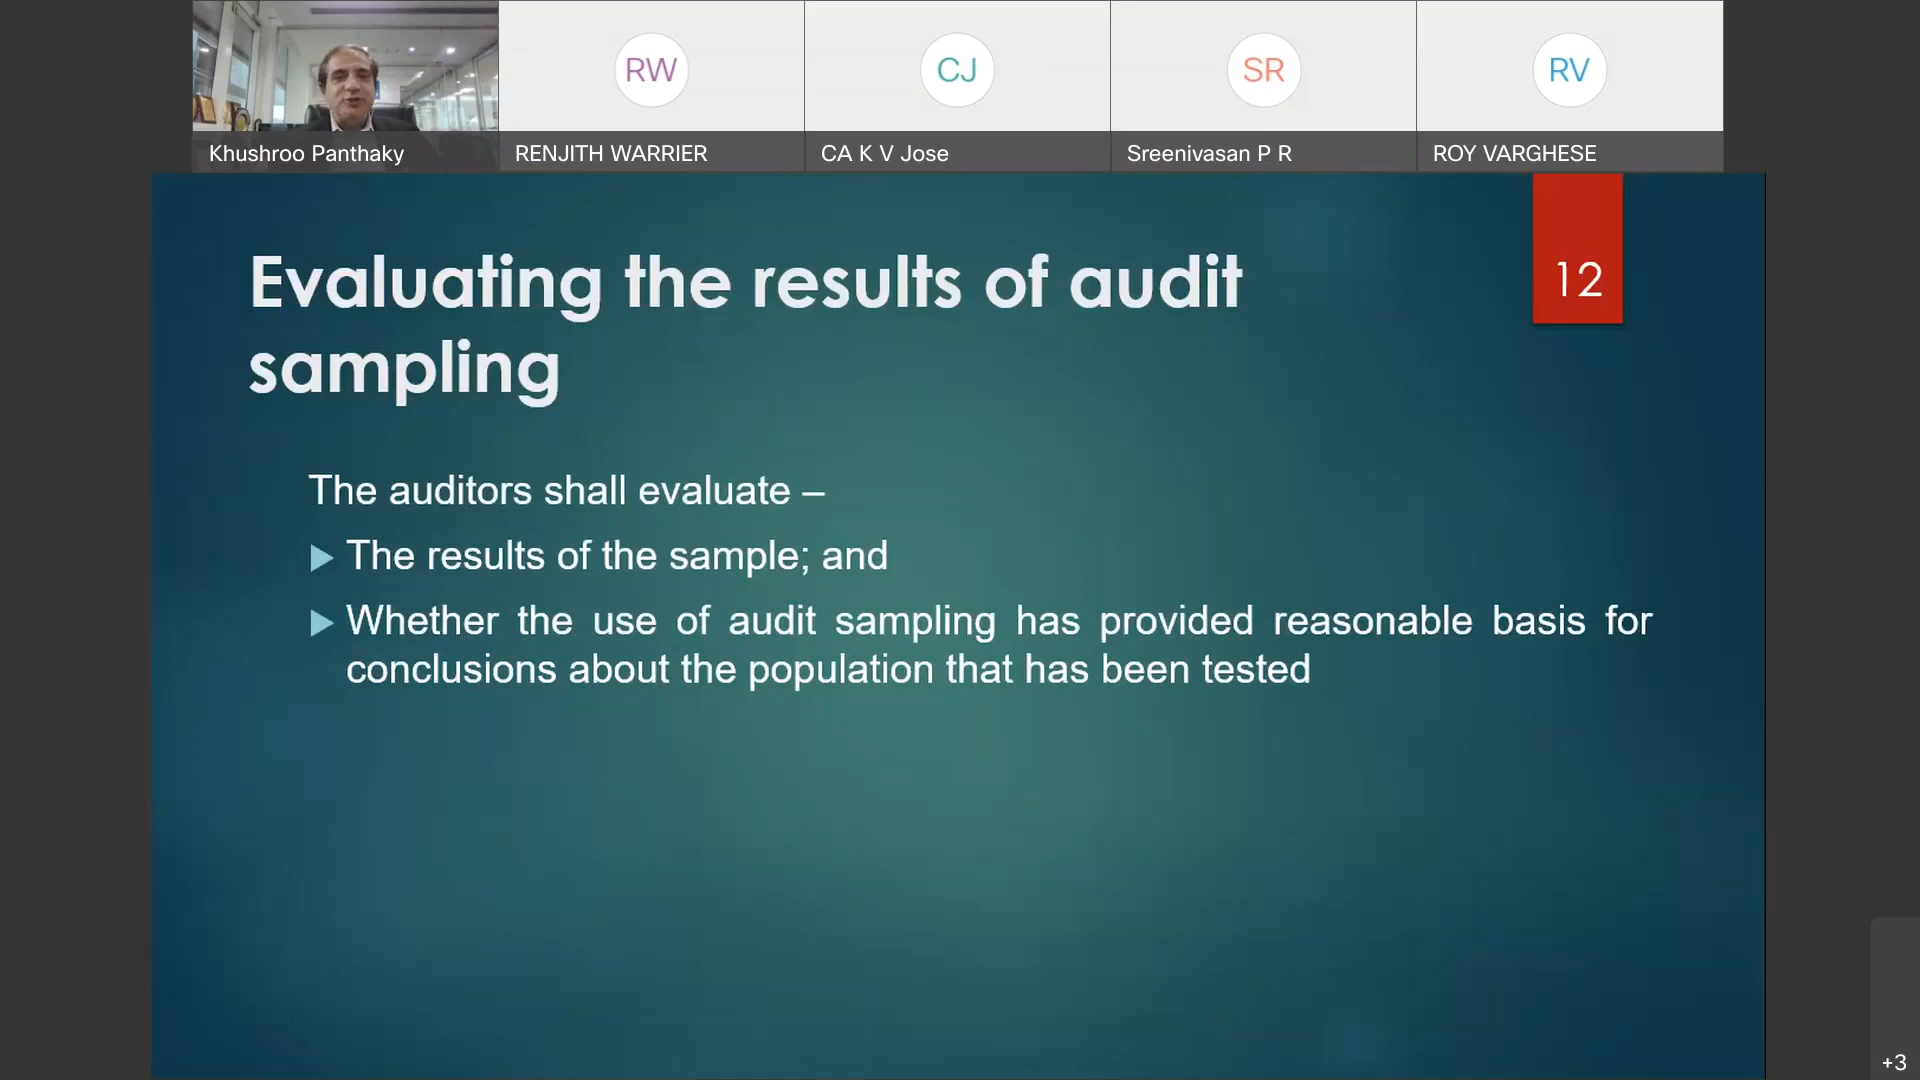 RW
CJ
SR
RV
Khushroo Panthaky
RENJITH WARRIER
CA K V Jose
Sreenivasan P R
ROY VARGHESE
12
Evaluating the results of audit
sampling
The auditors shall evaluate –
The results of the sample; and
Whether the use of audit sampling has provided reasonable basis for
conclusions about the population that has been tested
+3